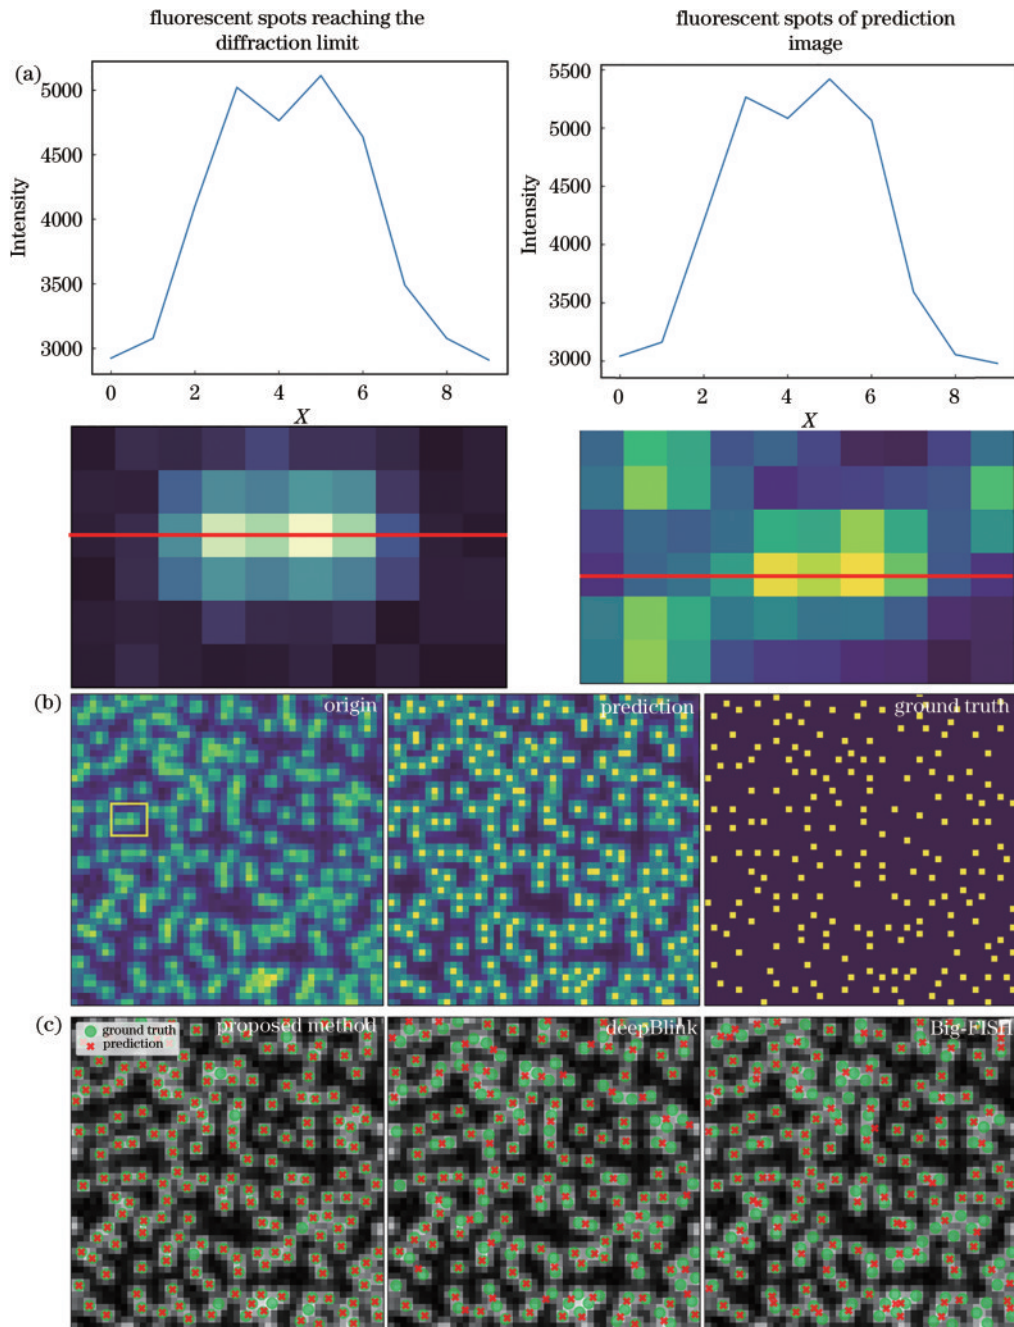 fluorescent spots reaching the
diffraction limit
fluorescent spots of prediction
image
(a)
5000
4500
4000
3500
3000
Intensity
0 2 4 6 8
X
5500
5000
4500
4000
3500
3000
Intensity
0 2 4 6 8
X
(b)
origin
prediction
ground truth
(c)
ground truth
prediction
proposed method
deepBlink
Big-FISH